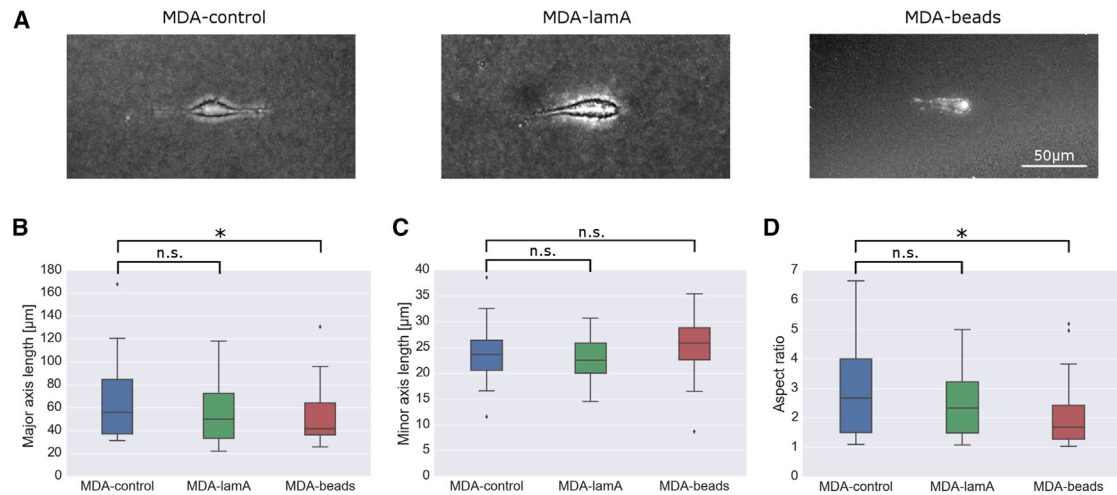 A
MDA-control
MDA-lamA
MDA-beads
50µm
B
*
n.s.
Major axis length [µm]
180
160
140
120
100
80
60
40
20
0
MDA-control
MDA-lamA
MDA-beads
C
n.s.
n.s.
Minor axis length [µm]
40
35
30
25
20
15
10
5
0
MDA-control
MDA-lamA
MDA-beads
D
*
n.s.
Aspect ratio
7
6
5
4
3
2
1
0
MDA-control
MDA-lamA
MDA-beads